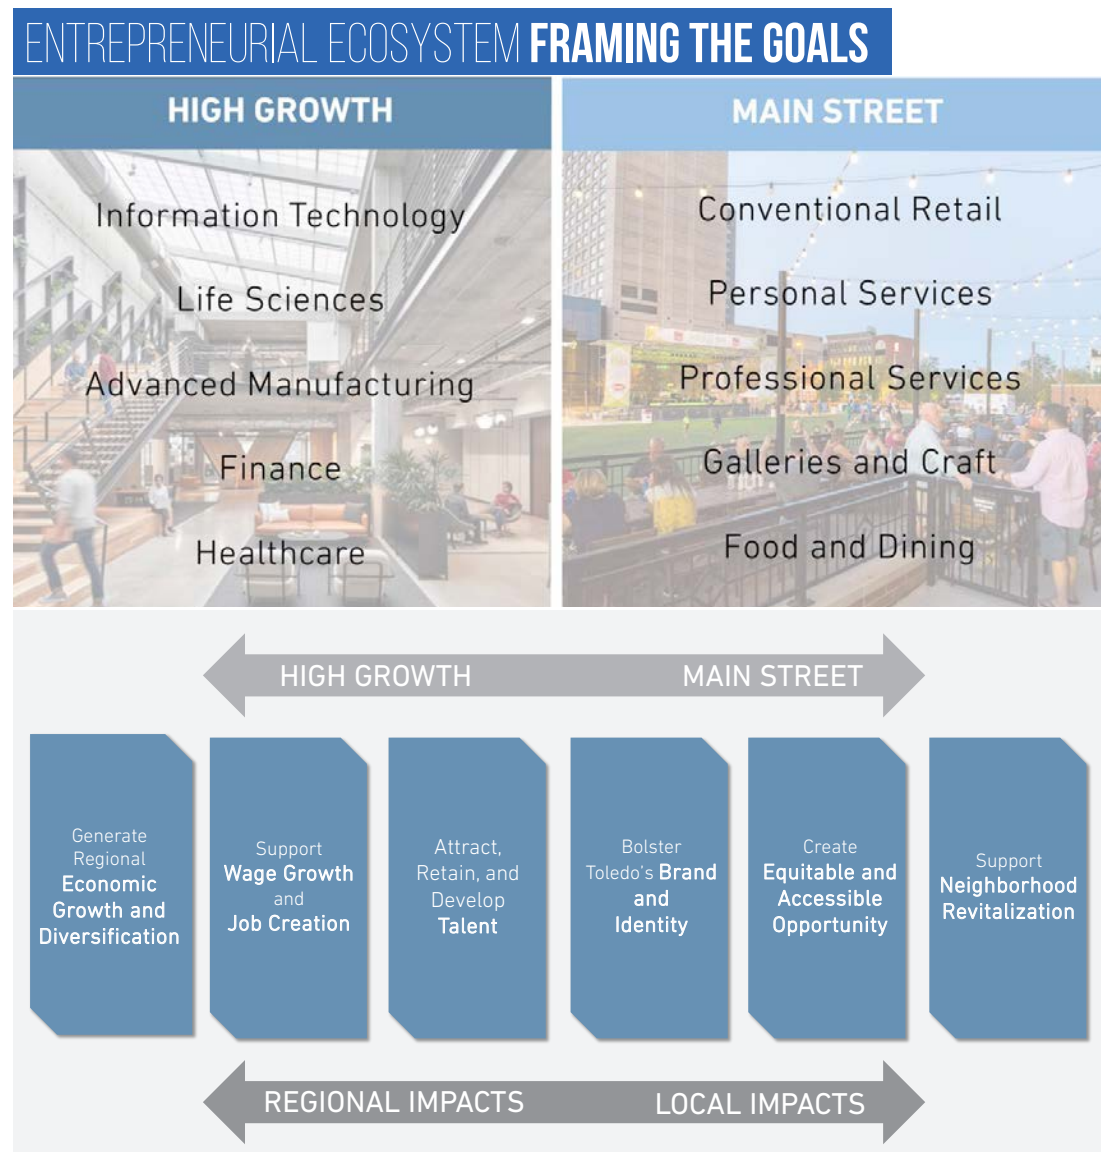 ENTREPRENEURIAL ECOSYSTEM FRAMING THE GOALS
HIGH GROWTH
Information Technology
Life Sciences
Advanced Manufacturing
Finance
Healthcare
MAIN STREET
Conventional Retail
Personal Services
Professional Services
Galleries and Craft
Food and Dining
HIGH GROWTH
MAIN STREET
Generate
Regional
Economic
Growth and
Diversification
Support
Wage Growth
and
Job Creation
Attract,
Retain, and
Develop
Talent
Bolster
Toledo's Brand
and
Identity
Create
Equitable and
Accessible
Opportunity
Support
Neighborhood
Revitalization
REGIONAL IMPACTS
LOCAL IMPACTS